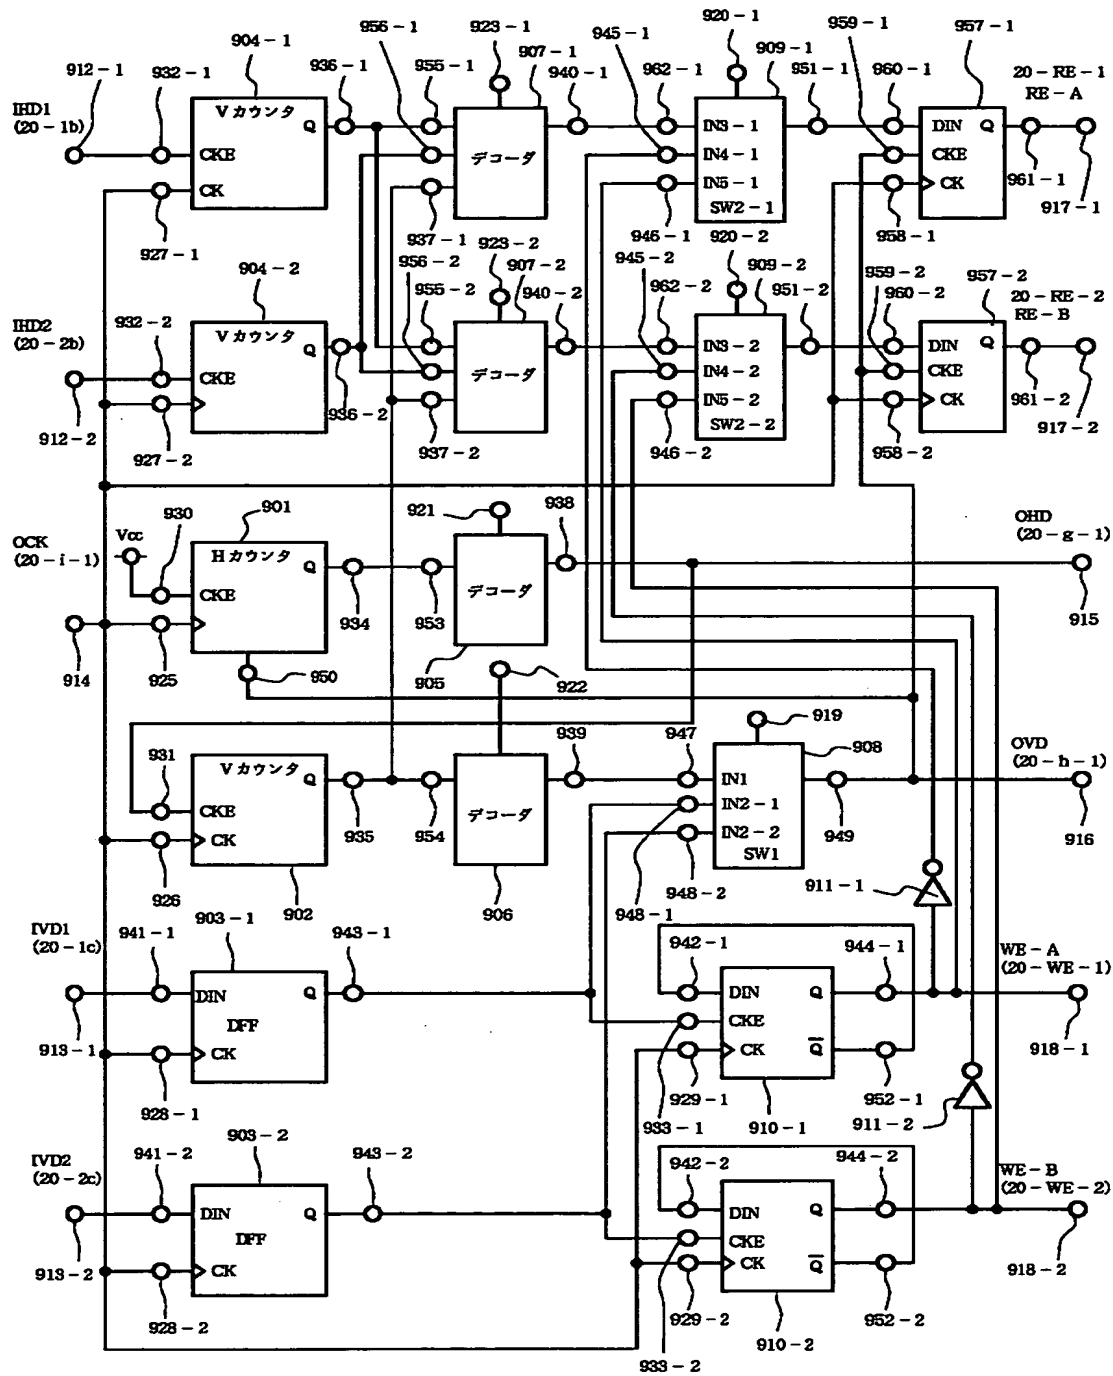 920-1
923-1
959-1
957-1
956-1
945-1
904-1
907-1
909-1
912-1
932-1
936-1
955-1
940-1
962-1
951-1
960-1
20-RE-1
RE-A
IHD1
(20-1b)
Vカウンタ
Q
CKE
CK
デコーダ
IN3-1
IN4-1
IN5-1
SW2-1
DIN Q
CKE
CK
961-1
917-1
927-1
937-1
946-1
958-1
923-2
920-2
904-2
956-2
907-2
945-2
909-2
959-2
957-2
932-2
955-2
940-2
962-2
951-2
960-2
20-RE-2
RE-B
IHD2
(20-2b)
Vカウンタ
Q
CKE
936-2
デコーダ
IN3-2
IN4-2
IN5-2
SW2-2
DIN Q
CKE
CK
961-2
917-2
912-2
927-2
937-2
946-2
958-2
901
921
938
930
OCK
(20-i-1)
Vcc
Hカウンタ
Q
CKE
デコーダ
OHD
(20-g-1)
914
925
950
934
953
905
915
922
919
931
939
947
908
OVD
(20-h-1)
Vカウンタ
Q
CKE
CK
935
954
デコーダ
IN1
IN2-1
IN2-2
SW1
949
916
926
902
906
948-1
948-2
911-1
IVD1
(20-1c)
941-1
903-1
943-1
942-1
944-1
WE-A
(20-WE-1)
DIN Q
DFF
CK
DIN Q
CKE
CK Q
913-1
928-1
929-1
952-1
918-1
933-1
910-1
911-2
IVD2
(20-2c)
941-2
903-2
943-2
942-2
944-2
WE-B
(20-WE-2)
DIN Q
DFF
CK
DIN Q
CKE
CK Q
913-2
928-2
929-2
952-2
918-2
933-2
910-2